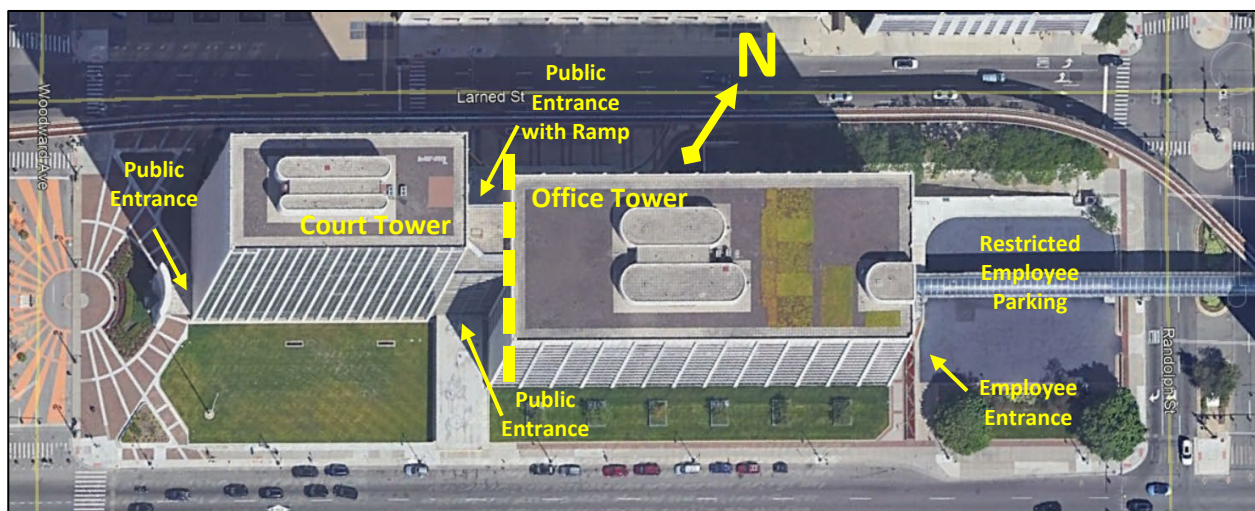 N
Larned St
Public
Entrance
with Ramp
Woodward Ave
Public
Entrance
Court Tower
Office Tower
Restricted
Employee
Parking
Randolph St
Public
Entrance
Employee
Entrance